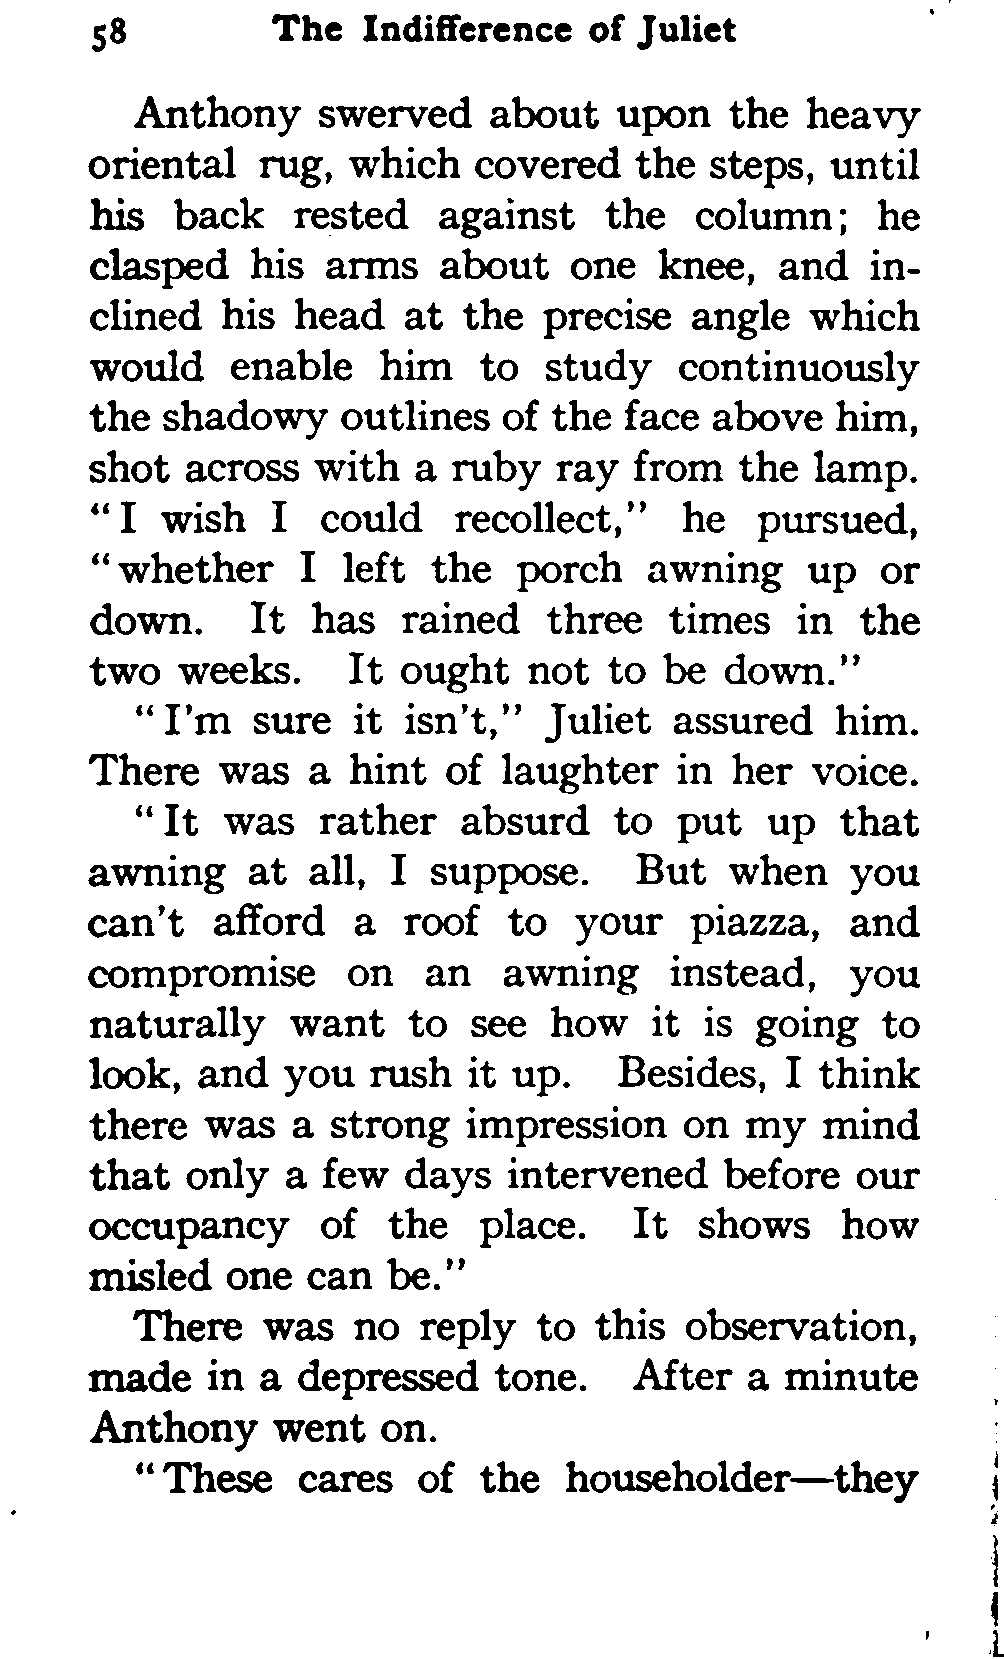 58 The Indifference of Juliet
Anthony swerved about upon the heavy
oriental rug, which covered the steps, until
his back rested against the column; he
clasped his arms about one knee, and in-
clined his head at the precise angle which
would enable him to study continuously
the shadowy outlines of the face above him,
shot across with a ruby ray from the lamp.
"I wish I could recollect," he pursued,
"whether I left the porch awning up or
down. It has rained three times in the
two weeks. It ought not to be down."
"I'm sure it isn't," Juliet assured him.
There was a hint of laughter in her voice.
"It was rather absurd to put up that
awning at all, I suppose. But when you
can't afford a roof to your piazza, and
compromise on an awning instead, you
naturally want to see how it is going to
look, and you rush it up. Besides, I think
there was a strong impression on my mind
that only a few days intervened before our
occupancy of the place. It shows how
misled one can be."
There was no reply to this observation,
made in a depressed tone. After a minute
Anthony went on.
"These cares of the householder—they